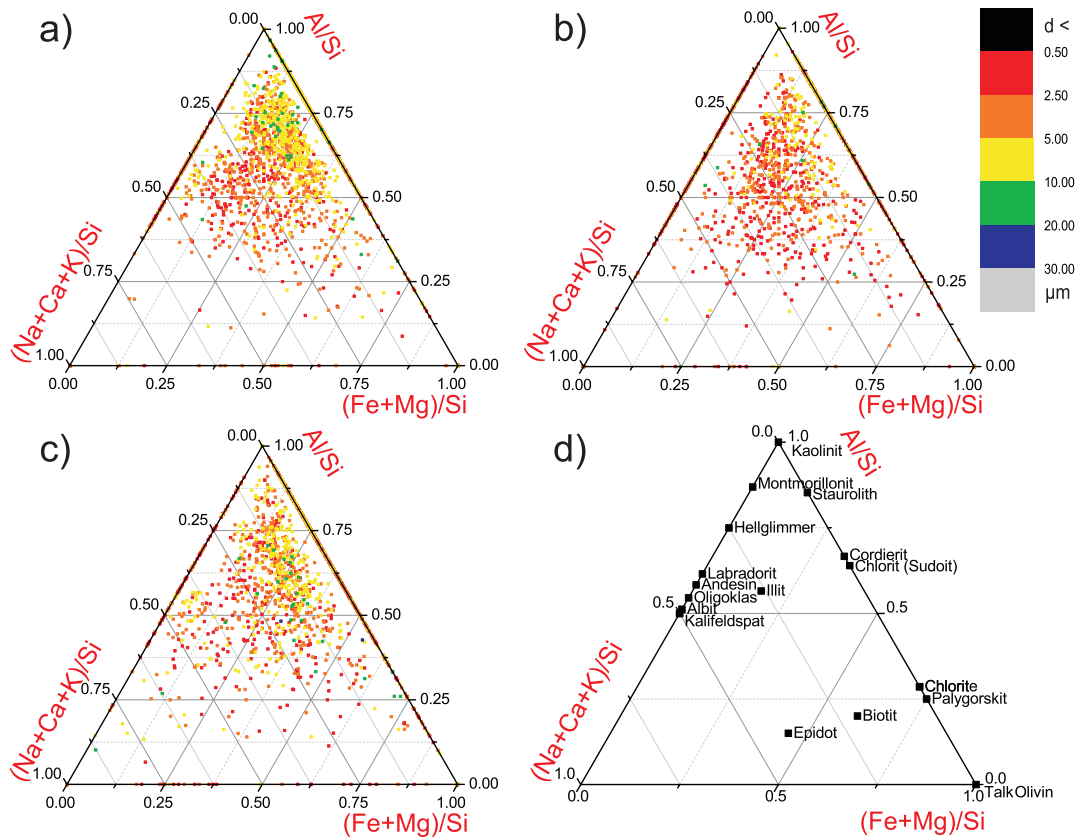 a)
0.00
1.00
Al/Si
0.25
0.75
0.50
0.50
0.75
0.25
(Na+Ca+K)/Si
1.00
0.00
0.00
0.25
0.50
0.75
1.00
(Fe+Mg)/Si
b)
0.00
1.00
Al/Si
0.25
0.75
0.50
0.50
0.75
0.25
(Na+Ca+K)/Si
1.00
0.00
0.00
0.25
0.50
0.75
1.00
(Fe+Mg)/Si
d <
0.50
2.50
5.00
10.00
20.00
30.00
µm
c)
0.00
1.00
Al/Si
0.25
0.75
0.50
0.50
0.75
0.25
(Na+Ca+K)/Si
1.00
0.00
0.00
0.25
0.50
0.75
1.00
(Fe+Mg)/Si
d)
0.0
1.0
Al/Si
Kaolinit
Montmorillonit
Staurolith
Hellglimmer
Cordierit
Chlorit (Sudoit)
Labradorit
Andesin
Illit
Oligoklas
0.5
Albit
0.5
Kalifeldspat
Chlorite
Palygorskit
Biotit
Epidot
(Na+Ca+K)/Si
1.0
0.0
Talk Olivin
0.0
0.5
1.0
(Fe+Mg)/Si